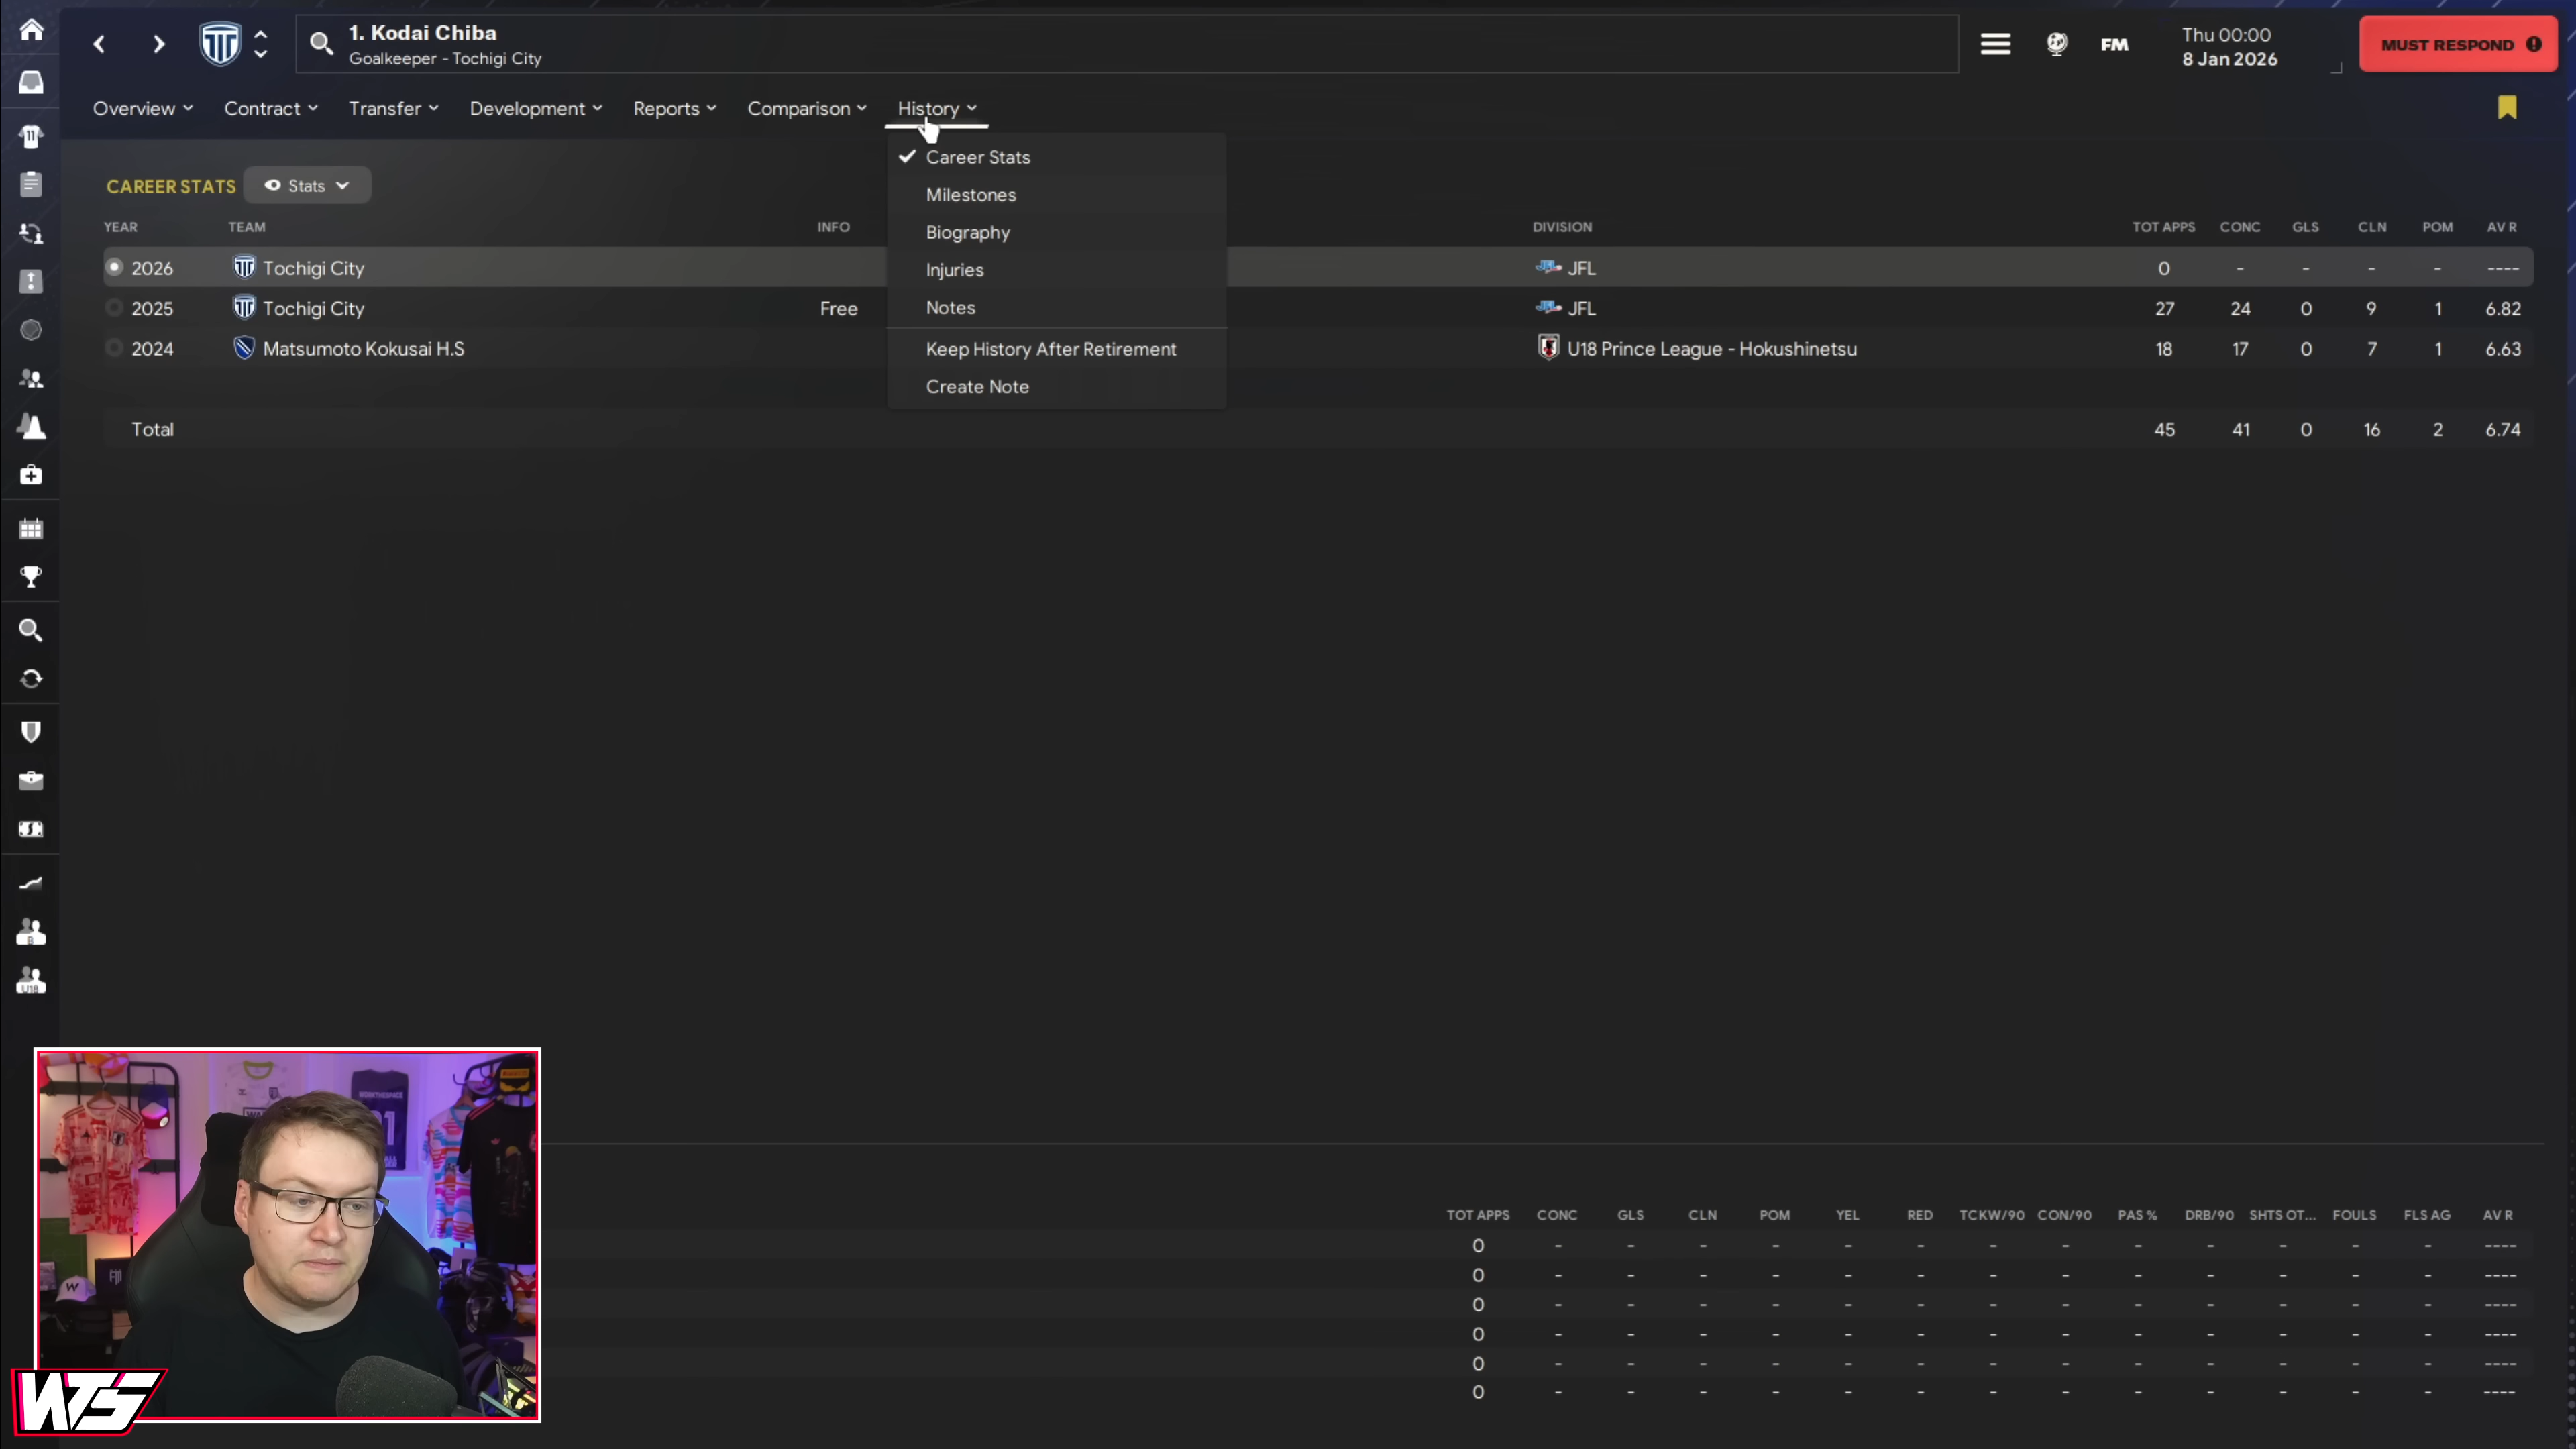 1. Kodai Chiba
Goalkeeper - Tochigi City
FM
Thu 00:00
8 Jan 2026
MUST RESPOND
Overview
Contract
Transfer
Development
Reports
Comparison
History
Career Stats
Milestones
Biography
Injuries
Notes
Keep History After Retirement
Create Note
CAREER STATS
Stats
YEAR TEAM INFO DIVISION TOT APPS CONC GLS CLN POM AV R
2026 Tochigi City JFL 0 - - - - ----
2025 Tochigi City Free JFL 27 24 0 9 1 6.82
2024 Matsumoto Kokusai H.S U18 Prince League - Hokushinetsu 18 17 0 7 1 6.63
Total 45 41 0 16 2 6.74
TOT APPS CONC GLS CLN POM YEL RED TCKW/90 CON/90 PAS % DRB/90 SHTS OT... FOULS FLS AG AV R
0 - - - - - - - - - - - - - ----
0 - - - - - - - - - - - - - ----
0 - - - - - - - - - - - - - ----
0 - - - - - - - - - - - - - ----
0 - - - - - - - - - - - - - ----
0 - - - - - - - - - - - - - ----
11
B
U18
WTS